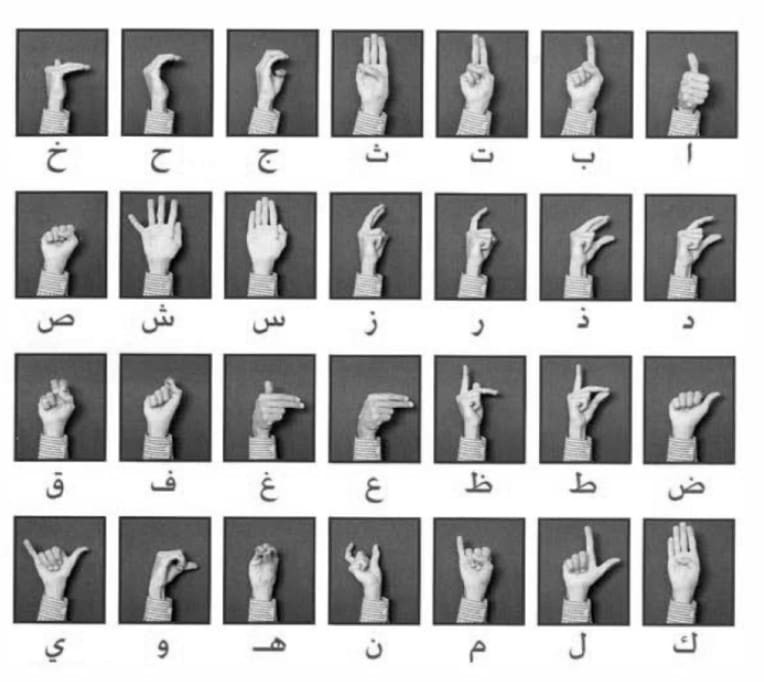 ا ب ت ث ج ح خ
د ذ ر ز س ش ص
ض ط ظ ع غ ف ق
ك ل م ن هـ و ي